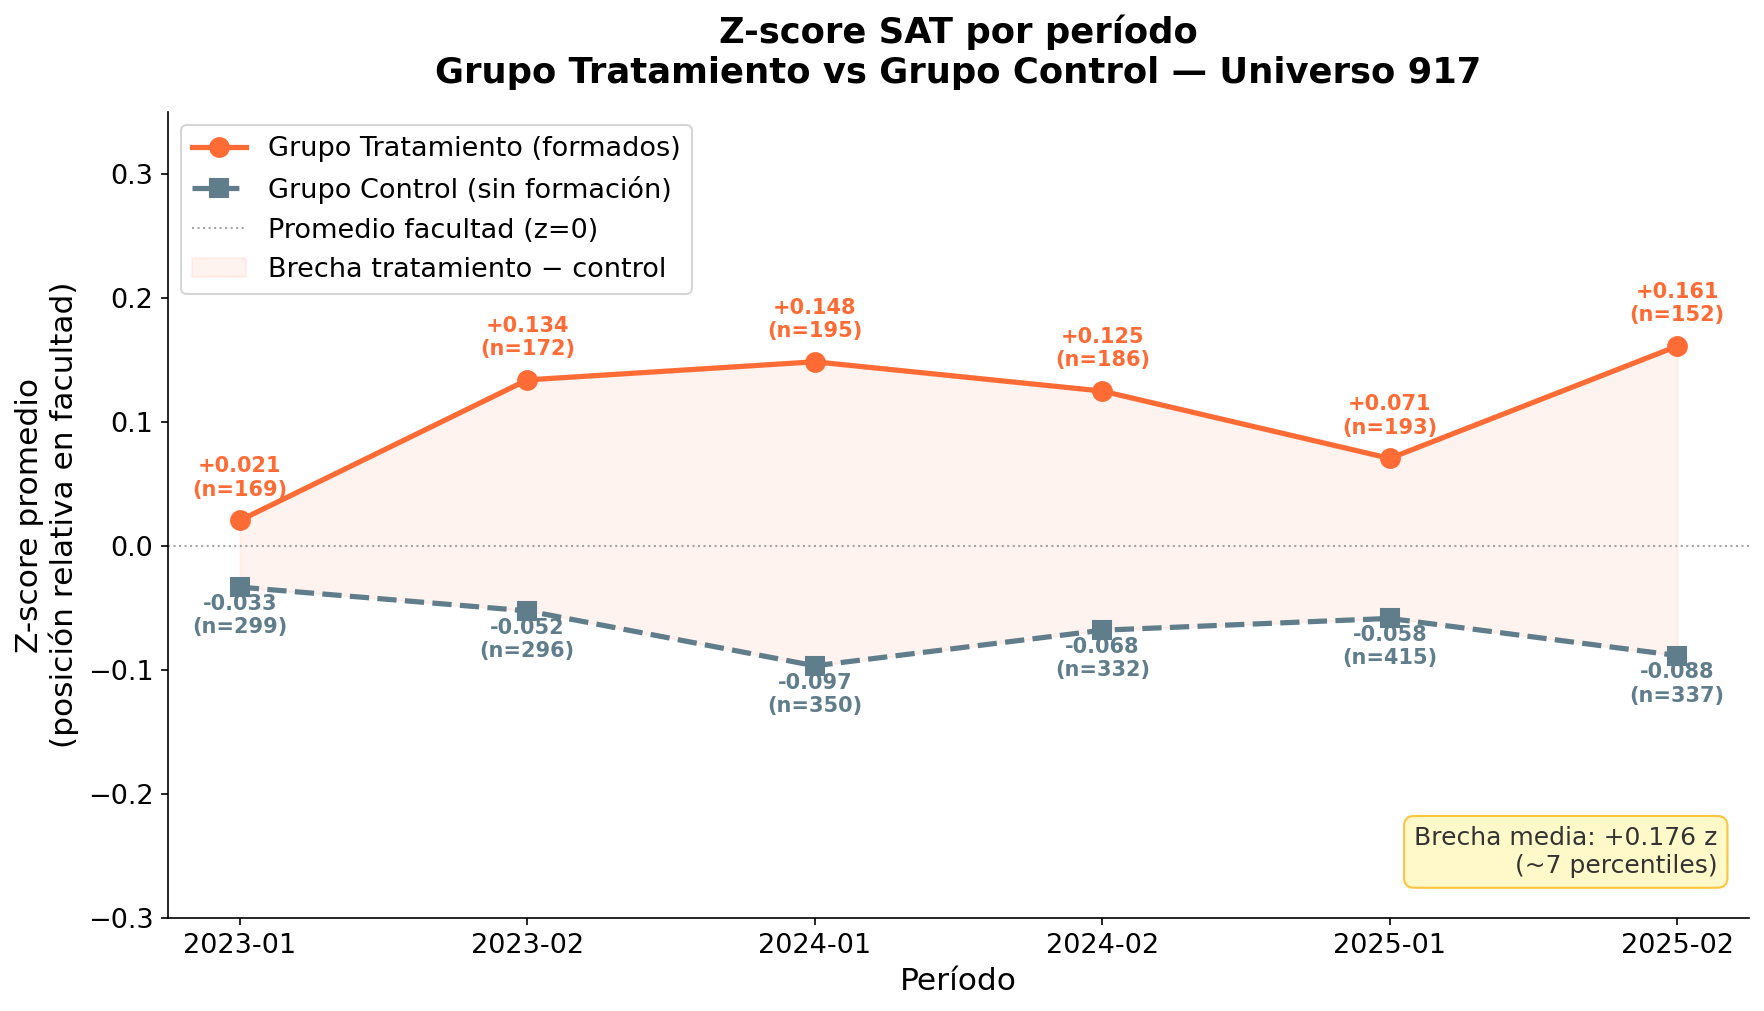 Z-score SAT por período
Grupo Tratamiento vs Grupo Control — Universo 917
Grupo Tratamiento (formados)
Grupo Control (sin formación)
Promedio facultad (z=0)
Brecha tratamiento − control
Z-score promedio
(posición relativa en facultad)
0.3
0.2
0.1
0.0
−0.1
−0.2
−0.3
+0.021
(n=169)
+0.134
(n=172)
+0.148
(n=195)
+0.125
(n=186)
+0.071
(n=193)
+0.161
(n=152)
-0.033
(n=299)
-0.052
(n=296)
-0.097
(n=350)
-0.068
(n=332)
-0.058
(n=415)
-0.088
(n=337)
Brecha media: +0.176 z
(~7 percentiles)
2023-01
2023-02
2024-01
2024-02
2025-01
2025-02
Período